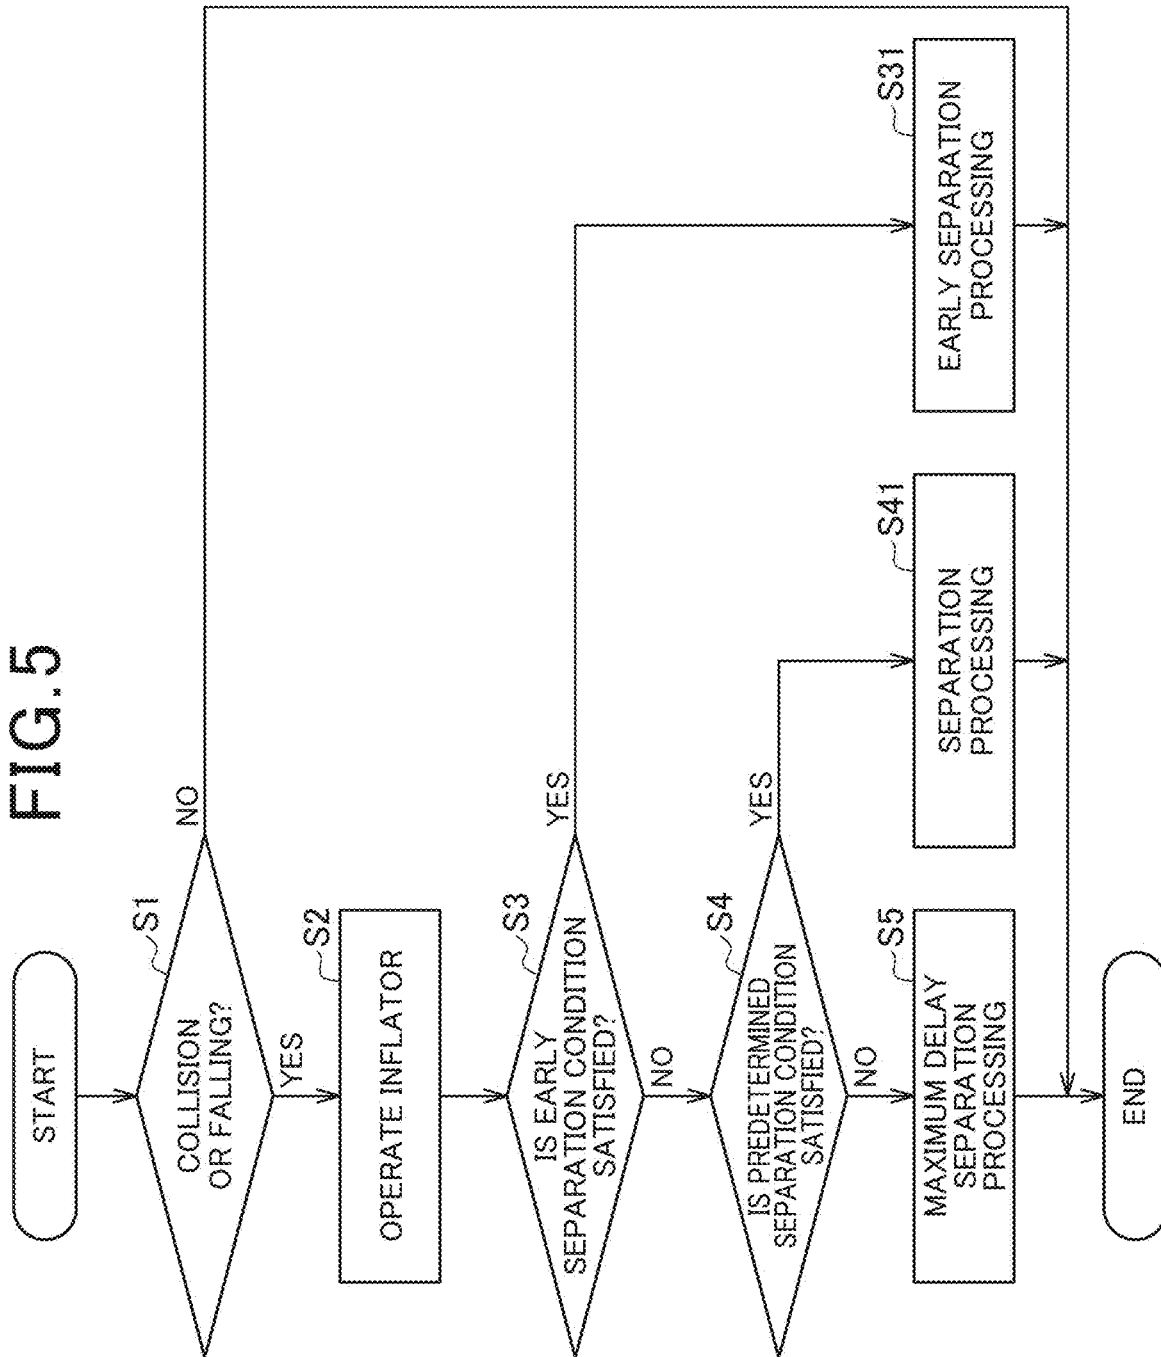 FIG.5
START
S1
COLLISION
OR FALLING?
NO
YES
S2
OPERATE INFLATOR
S3
IS EARLY
SEPARATION CONDITION
SATISFIED?
YES
NO
S4
IS PREDETERMINED
SEPARATION CONDITION
SATISFIED?
YES
NO
S5
MAXIMUM DELAY
SEPARATION
PROCESSING
S41
SEPARATION
PROCESSING
S31
EARLY SEPARATION
PROCESSING
END